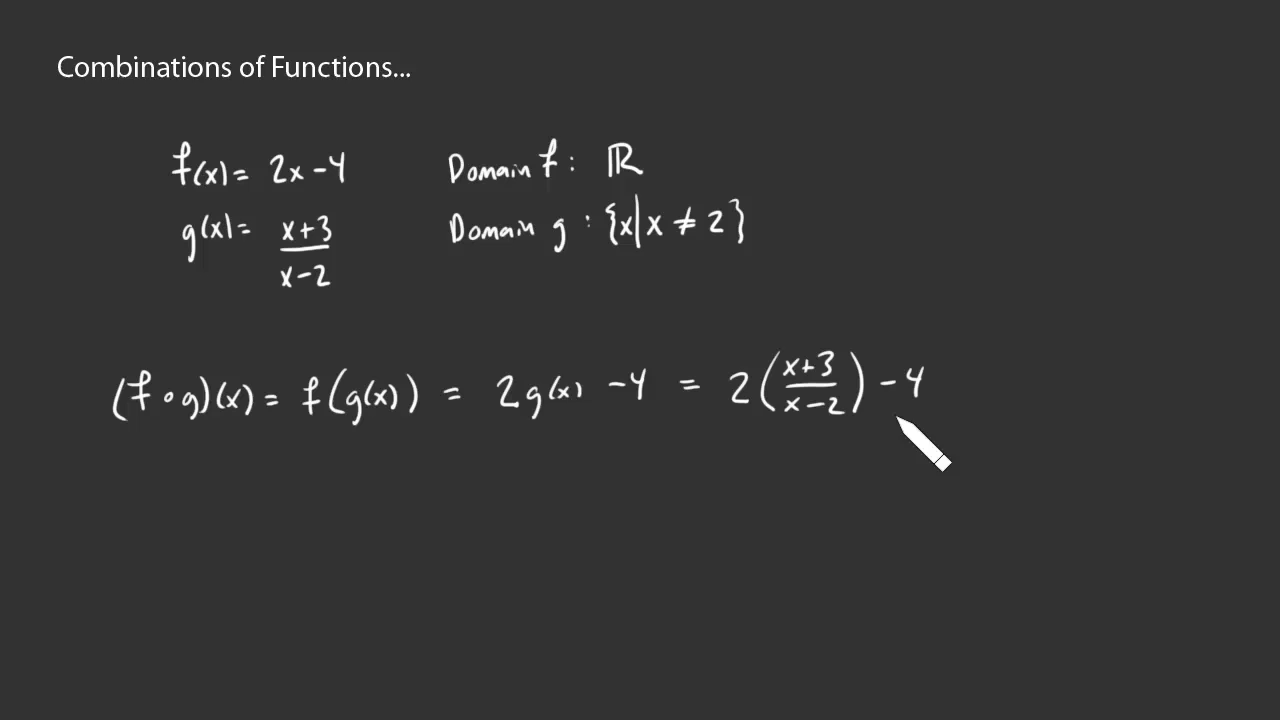 Combinations of Functions...
f(x) = 2x - 4 Domain f : ℝ
g(x) = (x+3)/(x-2) Domain g : {x|x ≠ 2}
(f ∘ g)(x) = f(g(x)) = 2g(x) - 4 = 2((x+3)/(x-2)) - 4